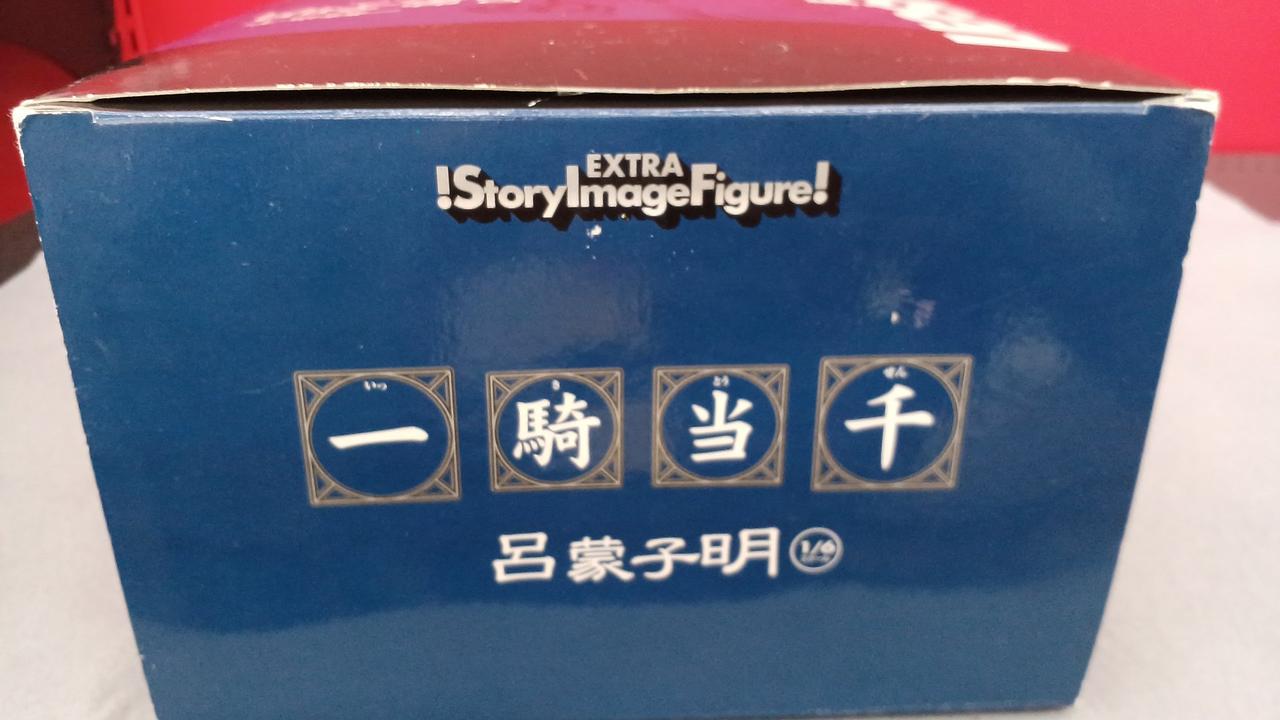 EXTRA
!StoryImageFigure!
いっ き とう せん
一 騎 当 千
呂蒙子明 1/6